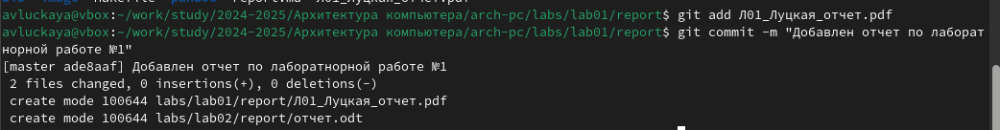 avluckaya@vbox:~/work/study/2024-2025/Архитектура компьютера/arch-pc/labs/lab01/report$ git add Л01_Луцкая_отчет.pdf
avluckaya@vbox:~/work/study/2024-2025/Архитектура компьютера/arch-pc/labs/lab01/report$ git commit -m "Добавлен отчет по лаборат
норной работе №1"
[master ade8aaf] Добавлен отчет по лаборатнорной работе №1
2 files changed, 0 insertions(+), 0 deletions(-)
create mode 100644 labs/lab01/report/Л01_Луцкая_отчет.pdf
create mode 100644 labs/lab02/report/отчет.odt